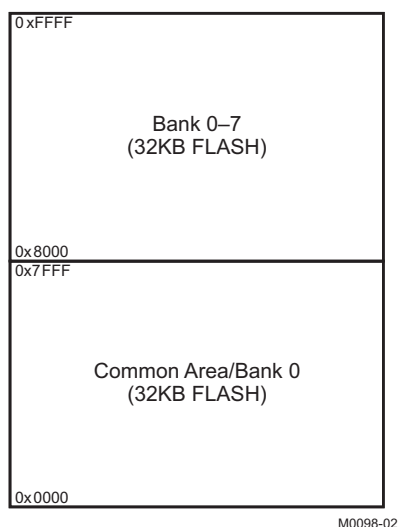 0xFFFF
Bank 0–7
(32KB FLASH)
0x8000
0x7FFF
Common Area/Bank 0
(32KB FLASH)
0x0000
M0098-02